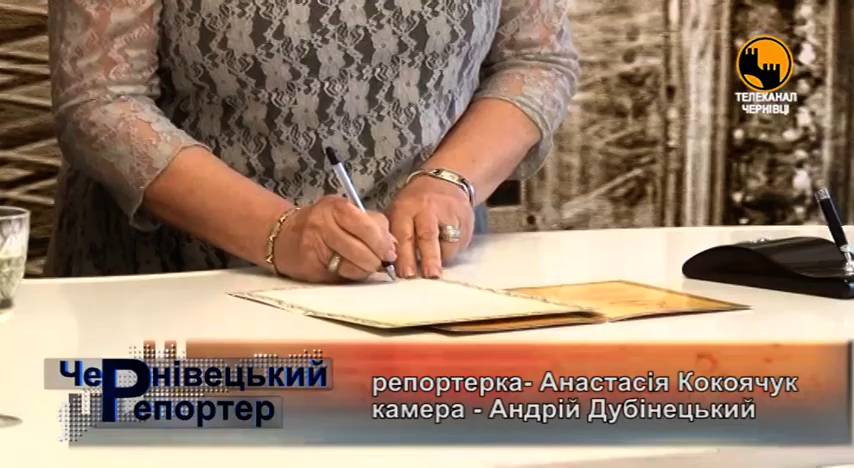 ТЕЛЕКАНАЛ
ЧЕРНІВЦІ
Чернівецький
Репортер
репортерка- Анастасія Кокоячук
камера - Андрій Дубінецький